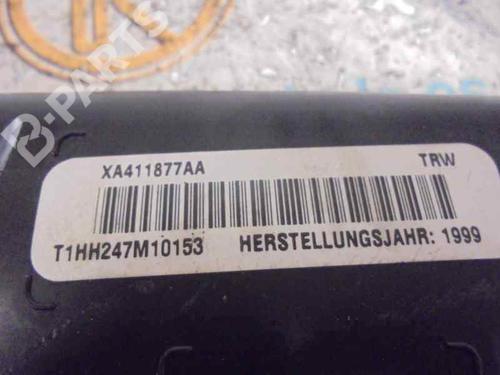 B-PARTS
XA411877AA TRW
T1HH247M10153 HERSTELLUNGSJAHR: 1999